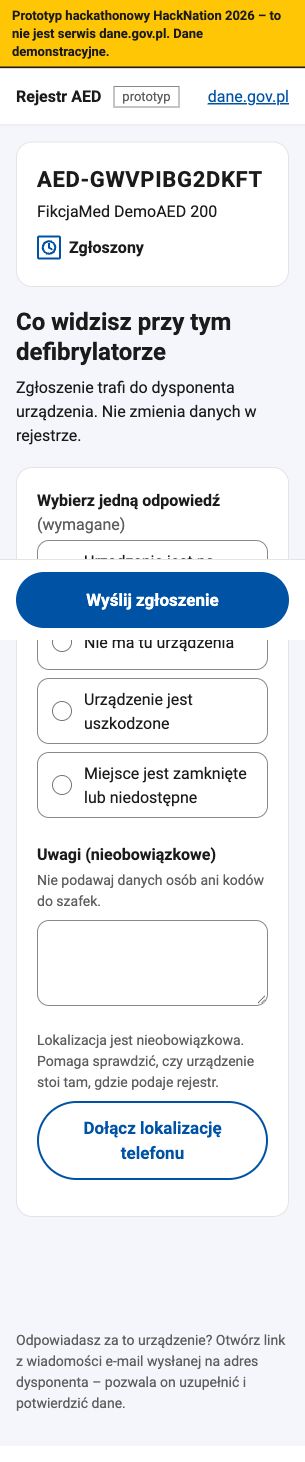 Prototyp hackathonowy HackNation 2026 – to
nie jest serwis dane.gov.pl. Dane
demonstracyjne.
Rejestr AED
prototyp
dane.gov.pl
AED-GWVPIBG2DKFT
FikcjaMed DemoAED 200
Zgłoszony
Co widzisz przy tym
defibrylatorze
Zgłoszenie trafi do dysponenta
urządzenia. Nie zmienia danych w
rejestrze.
Wybierz jedną odpowiedź
(wymagane)
Urządzenie jest na
Wyślij zgłoszenie
Nie ma tu urządzenia
Urządzenie jest
uszkodzone
Miejsce jest zamknięte
lub niedostępne
Uwagi (nieobowiązkowe)
Nie podawaj danych osób ani kodów
do szafek.
Lokalizacja jest nieobowiązkowa.
Pomaga sprawdzić, czy urządzenie
stoi tam, gdzie podaje rejestr.
Dołącz lokalizację
telefonu
Odpowiadasz za to urządzenie? Otwórz link
z wiadomości e-mail wysłanej na adres
dysponenta – pozwala on uzupełnić i
potwierdzić dane.